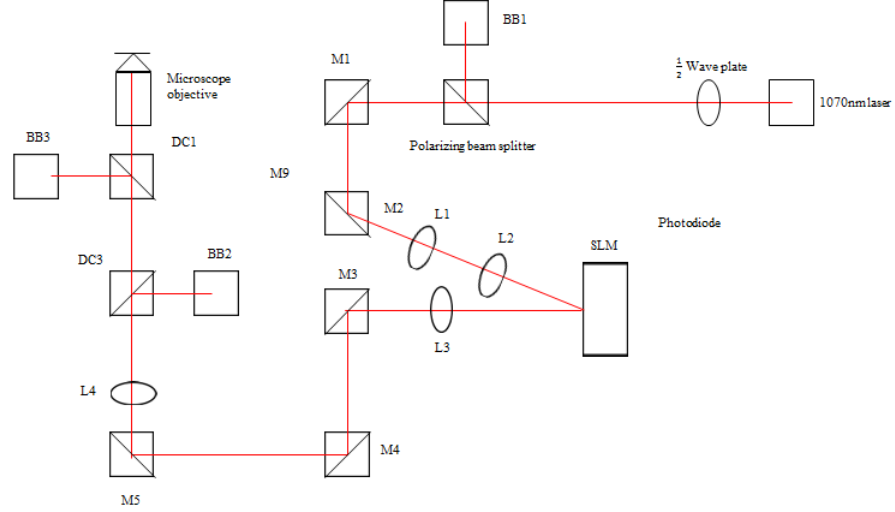 BB1
M1
½ Wave plate
Microscope
objective
1070nm laser
BB3
DC1
Polarizing beam splitter
M9
M2
L1
Photodiode
L2
SLM
DC3
BB2
M3
L3
L4
M4
M5